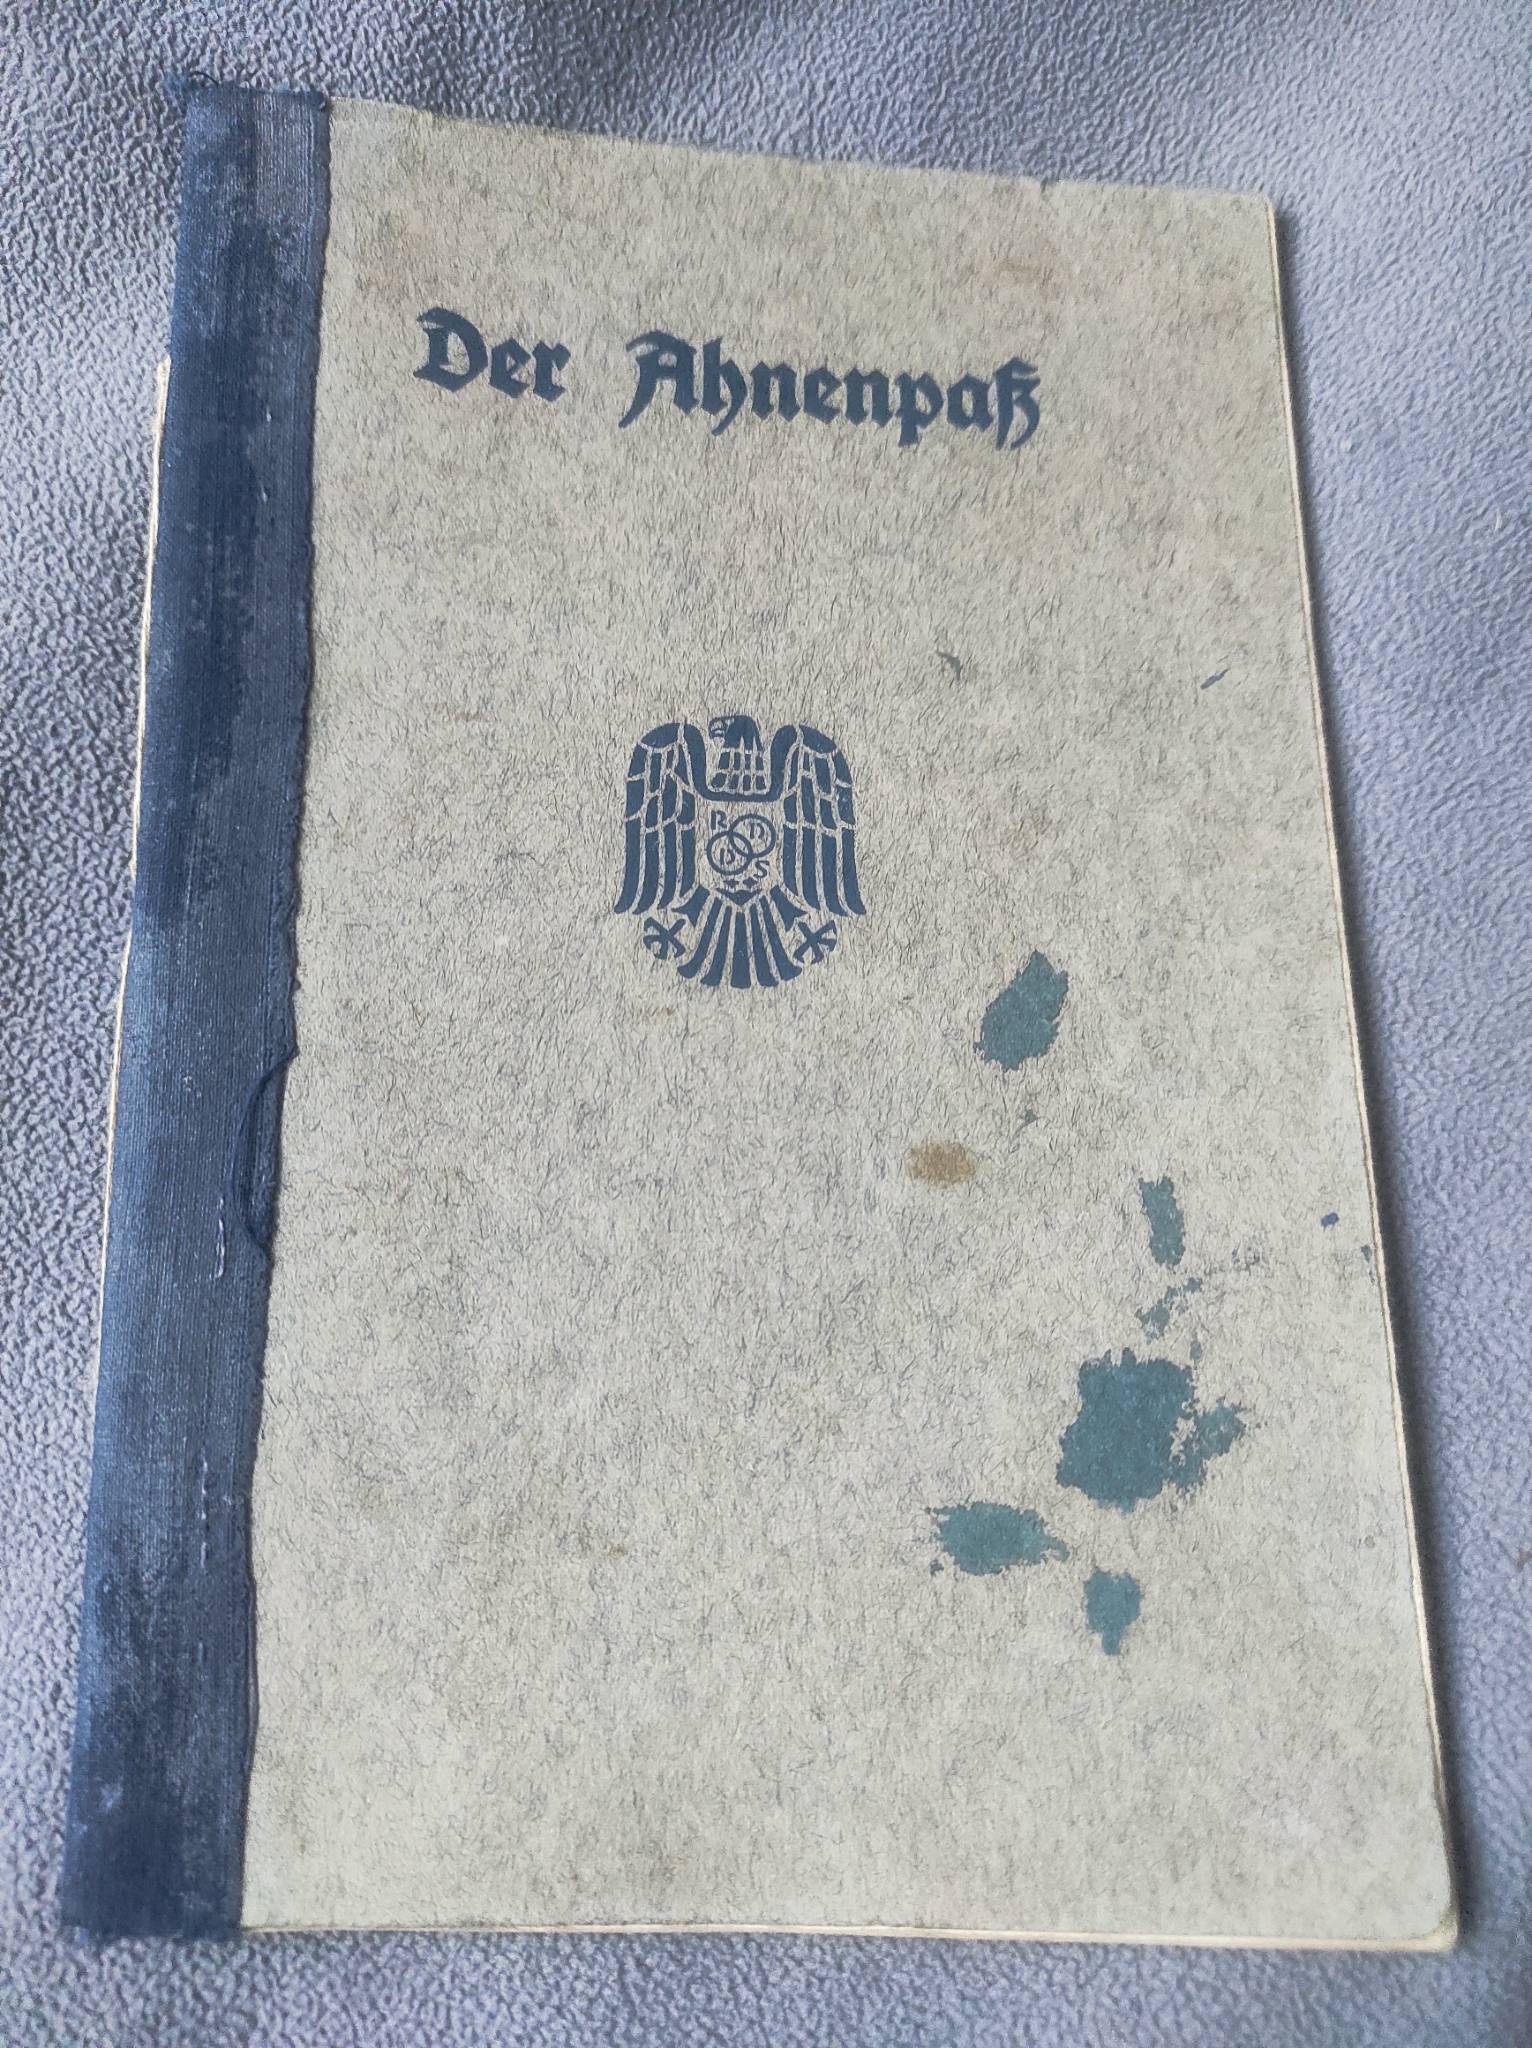 Der Ahnenpaß
R D
B S